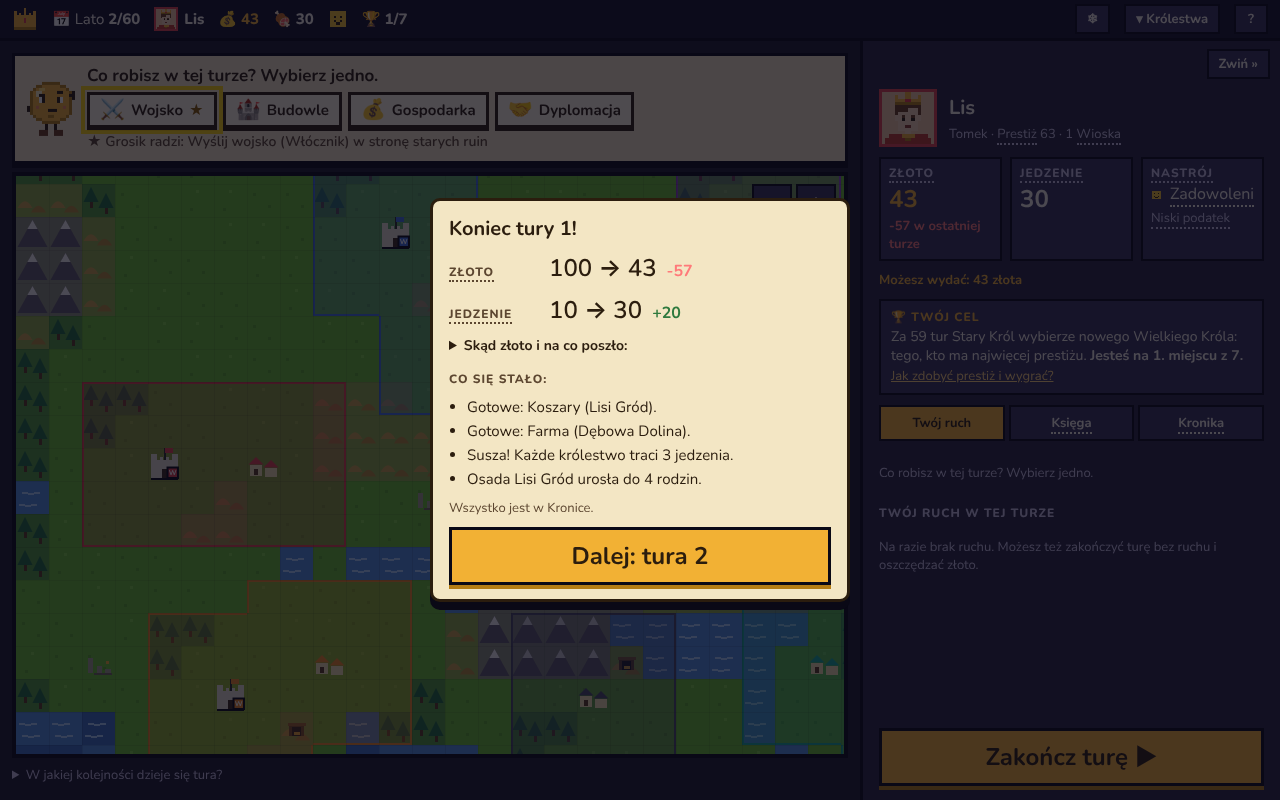 Lato 2/60 Lis 43 30 1/7
▾ Królestwa ?
Co robisz w tej turze? Wybierz jedno.
Wojsko ★ Budowle Gospodarka Dyplomacja
★ Grosik radzi: Wyślij wojsko (Włócznik) w stronę starych ruin
Koniec tury 1!
ZŁOTO 100 → 43 -57
JEDZENIE 10 → 30 +20
▶ Skąd złoto i na co poszło:
CO SIĘ STAŁO:
• Gotowe: Koszary (Lisi Gród).
• Gotowe: Farma (Dębowa Dolina).
• Susza! Każde królestwo traci 3 jedzenia.
• Osada Lisi Gród urosła do 4 rodzin.
Wszystko jest w Kronice.
Dalej: tura 2
▶ W jakiej kolejności dzieje się tura?
Zwiń »
Lis
Tomek · Prestiż 63 · 1 Wioska
ZŁOTO
43
-57 w ostatniej
turze
JEDZENIE
30
NASTRÓJ
Zadowoleni
Niski podatek
Możesz wydać: 43 złota
TWÓJ CEL
Za 59 tur Stary Król wybierze nowego Wielkiego Króla:
tego, kto ma najwięcej prestiżu. Jesteś na 1. miejscu z 7.
Jak zdobyć prestiż i wygrać?
Twój ruch Księga Kronika
Co robisz w tej turze? Wybierz jedno.
TWÓJ RUCH W TEJ TURZE
Na razie brak ruchu. Możesz też zakończyć turę bez ruchu i
oszczędzać złoto.
Zakończ turę ▶